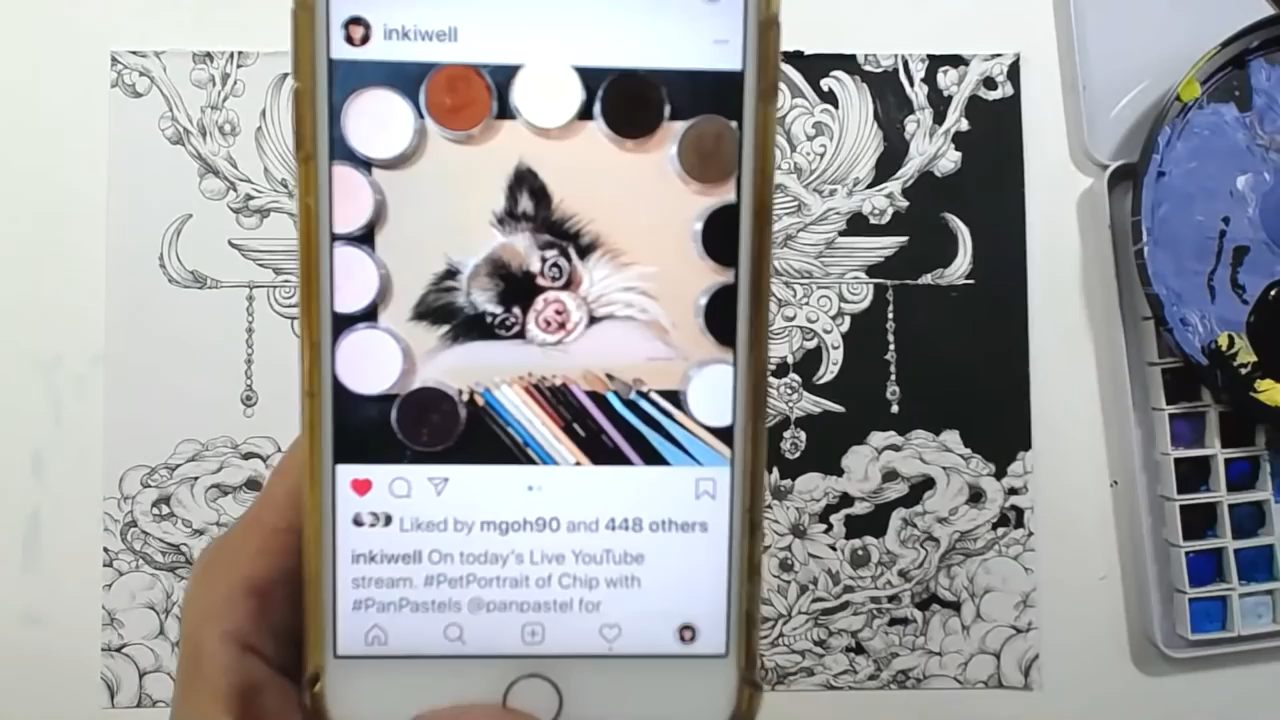 inkiwell
Liked by mgoh90 and 448 others
inkiwell On today's Live YouTube
stream. #PetPortrait of Chip with
#PanPastels @panpastel for